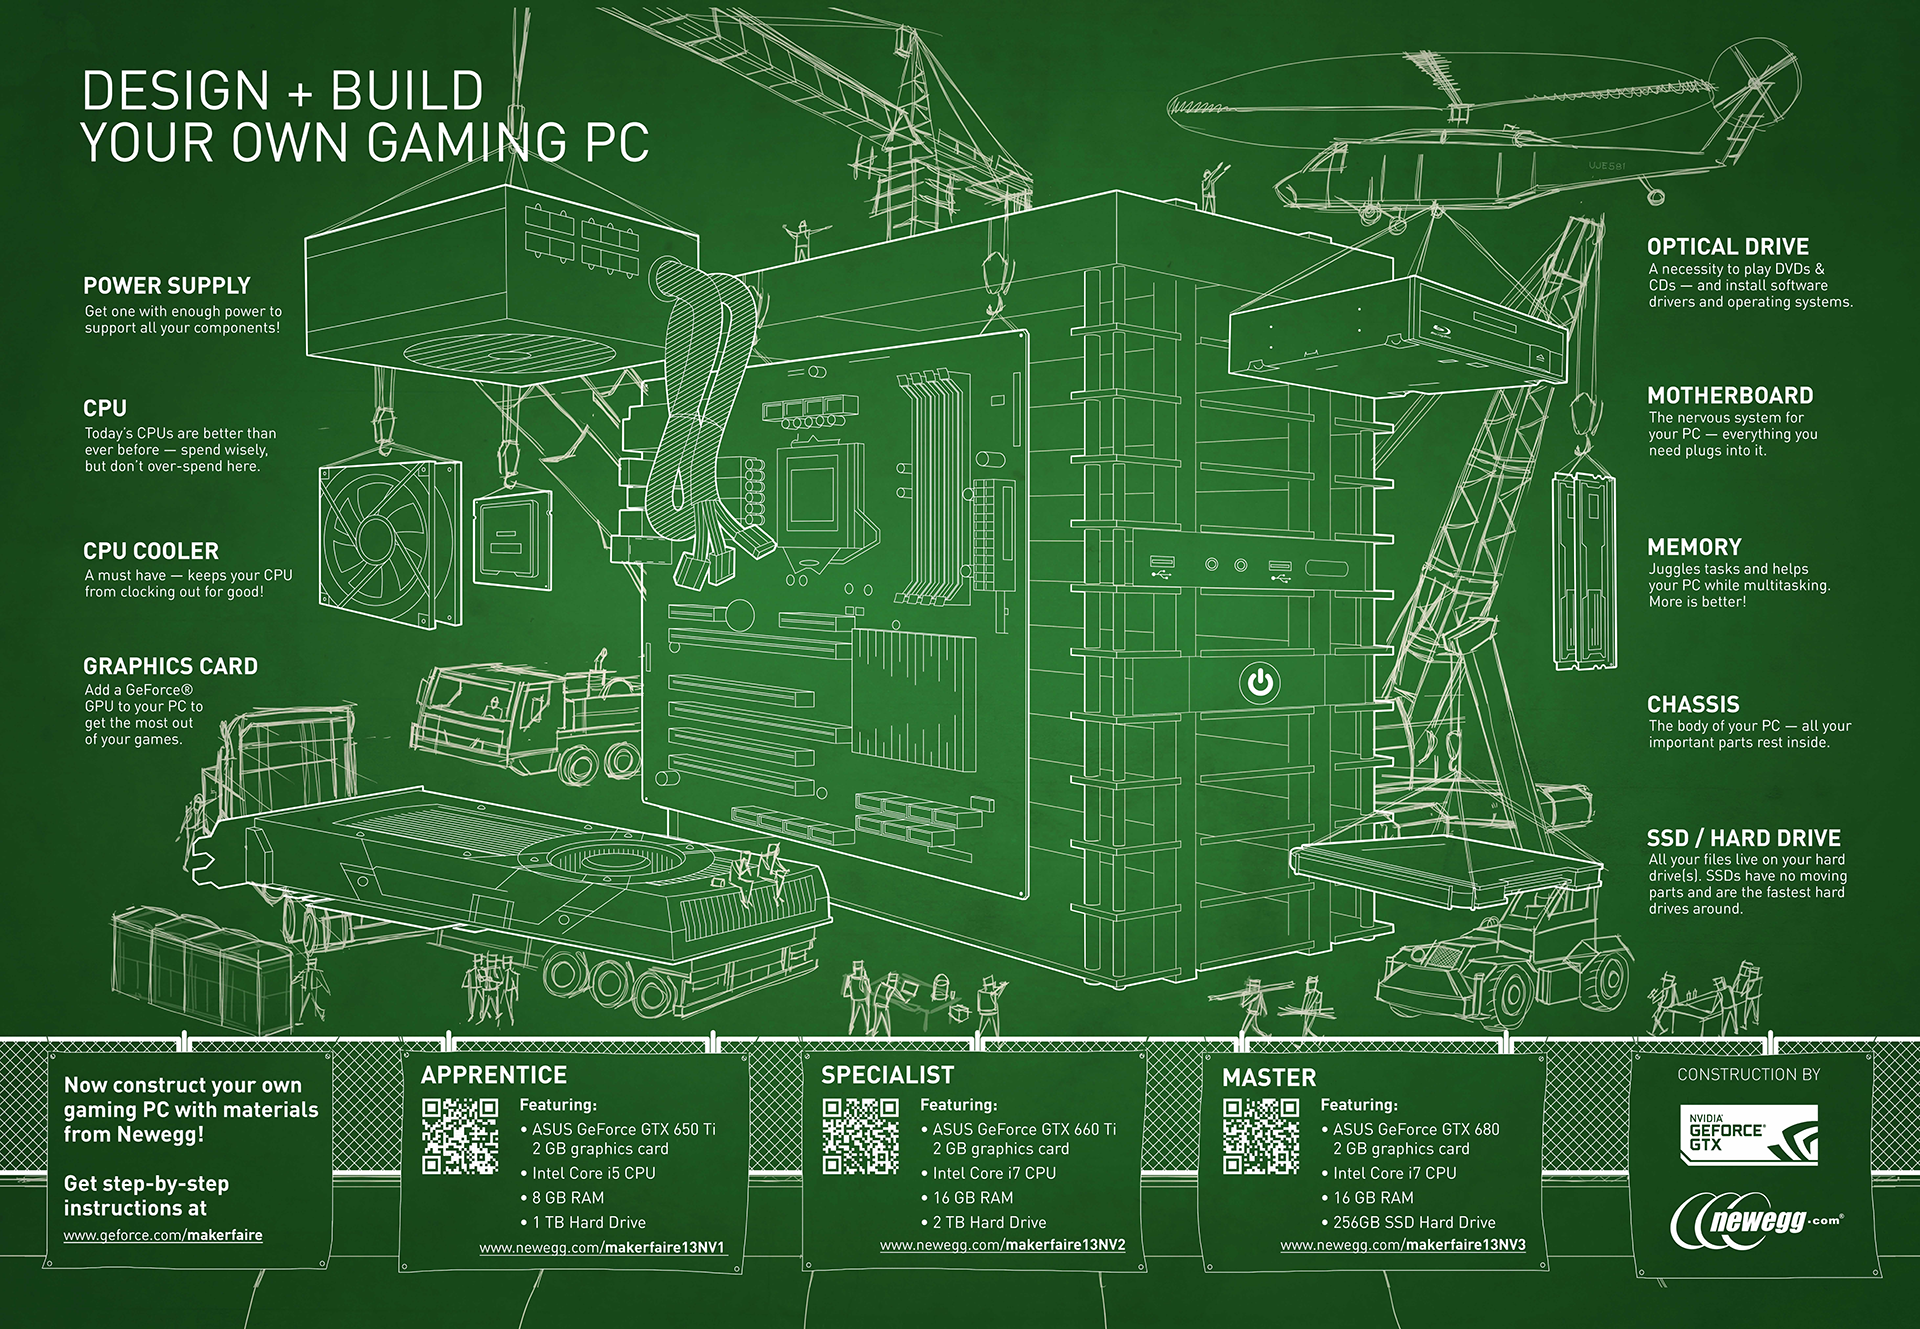 DESIGN + BUILD
YOUR OWN GAMING PC
POWER SUPPLY
Get one with enough power to
support all your components!
CPU
Today's CPUs are better than
ever before — spend wisely,
but don't over-spend here.
CPU COOLER
A must have — keeps your CPU
from clocking out for good!
GRAPHICS CARD
Add a GeForce®
GPU to your PC to
get the most out
of your games.
UJE581
OPTICAL DRIVE
A necessity to play DVDs &
CDs — and install software
drivers and operating systems.
MOTHERBOARD
The nervous system for
your PC — everything you
need plugs into it.
MEMORY
Juggles tasks and helps
your PC while multitasking.
More is better!
CHASSIS
The body of your PC — all your
important parts rest inside.
SSD / HARD DRIVE
All your files live on your hard
drive(s). SSDs have no moving
parts and are the fastest hard
drives around.
Now construct your own
gaming PC with materials
from Newegg!
Get step-by-step
instructions at
www.geforce.com/makerfaire
APPRENTICE
Featuring:
• ASUS GeForce GTX 650 Ti
2 GB graphics card
• Intel Core i5 CPU
• 8 GB RAM
• 1 TB Hard Drive
www.newegg.com/makerfaire13NV1
SPECIALIST
Featuring:
• ASUS GeForce GTX 660 Ti
2 GB graphics card
• Intel Core i7 CPU
• 16 GB RAM
• 2 TB Hard Drive
www.newegg.com/makerfaire13NV2
MASTER
Featuring:
• ASUS GeForce GTX 680
2 GB graphics card
• Intel Core i7 CPU
• 16 GB RAM
• 256GB SSD Hard Drive
www.newegg.com/makerfaire13NV3
CONSTRUCTION BY
NVIDIA®
GEFORCE®
GTX
newegg.com®